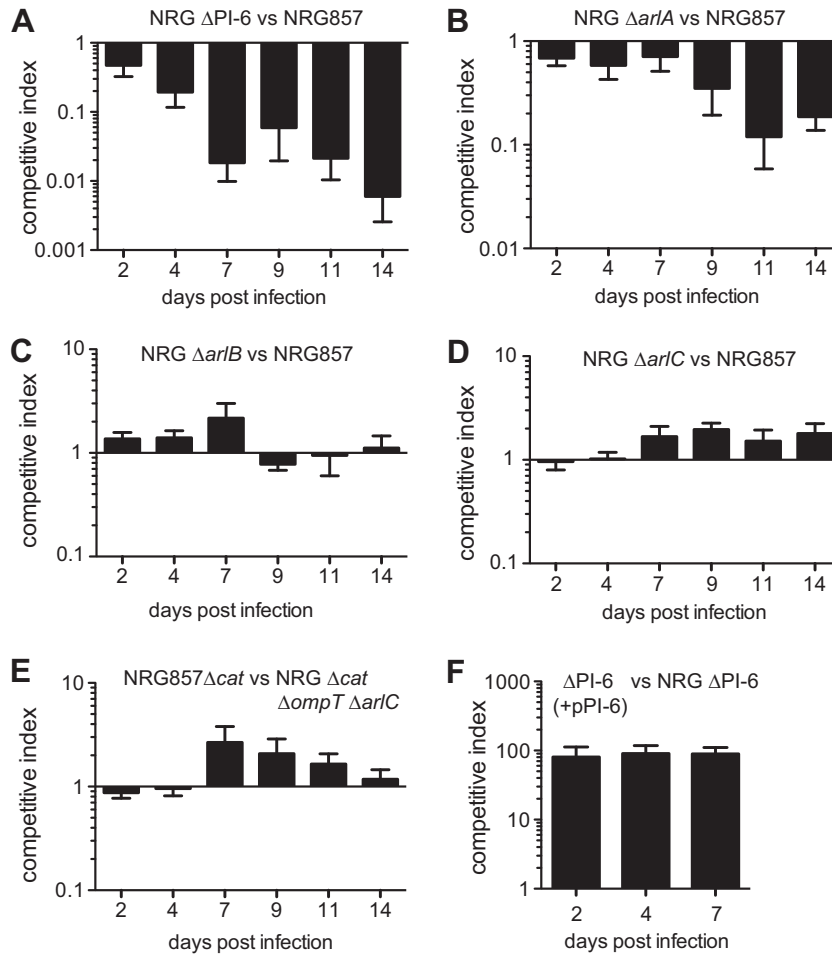 A
NRG ΔPI-6 vs NRG857
competitive index
1
0.1
0.01
0.001
2 4 7 9 11 14
days post infection
B
NRG ΔarlA vs NRG857
competitive index
1
0.1
0.01
2 4 7 9 11 14
days post infection
C
NRG ΔarlB vs NRG857
competitive index
10
1
0.1
2 4 7 9 11 14
days post infection
D
NRG ΔarlC vs NRG857
competitive index
10
1
0.1
2 4 7 9 11 14
days post infection
E
NRG857Δcat vs NRG Δcat
ΔompT ΔarlC
competitive index
10
1
0.1
2 4 7 9 11 14
days post infection
F
ΔPI-6 vs NRG ΔPI-6
(+pPI-6)
competitive index
1000
100
10
1
2 4 7
days post infection